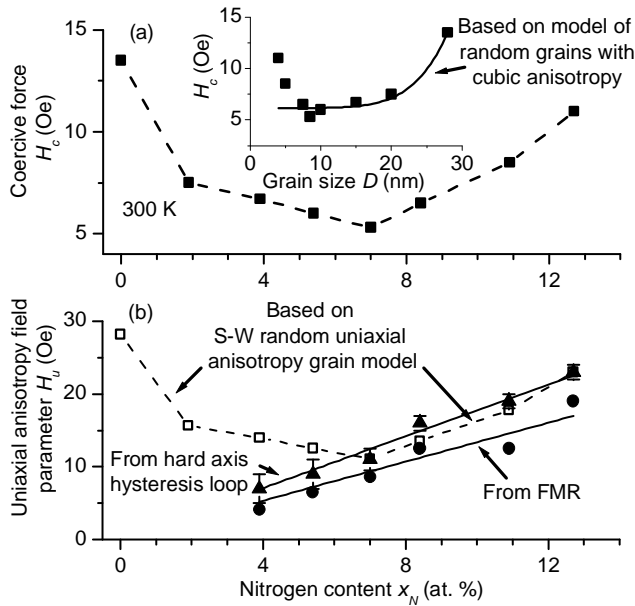 (a)
Based on model of
random grains with
cubic anisotropy
15
10
5
H_c (Oe)
0
10
20
30
Grain size D (nm)
Coercive force
H_c (Oe)
15
10
5
300 K
0
4
8
12
(b)
Based on
S-W random uniaxial
anisotropy grain model
Uniaxial anisotropy field
parameter H_u (Oe)
30
20
10
0
From hard axis
hysteresis loop
From FMR
0
4
8
12
Nitrogen content x_N (at. %)